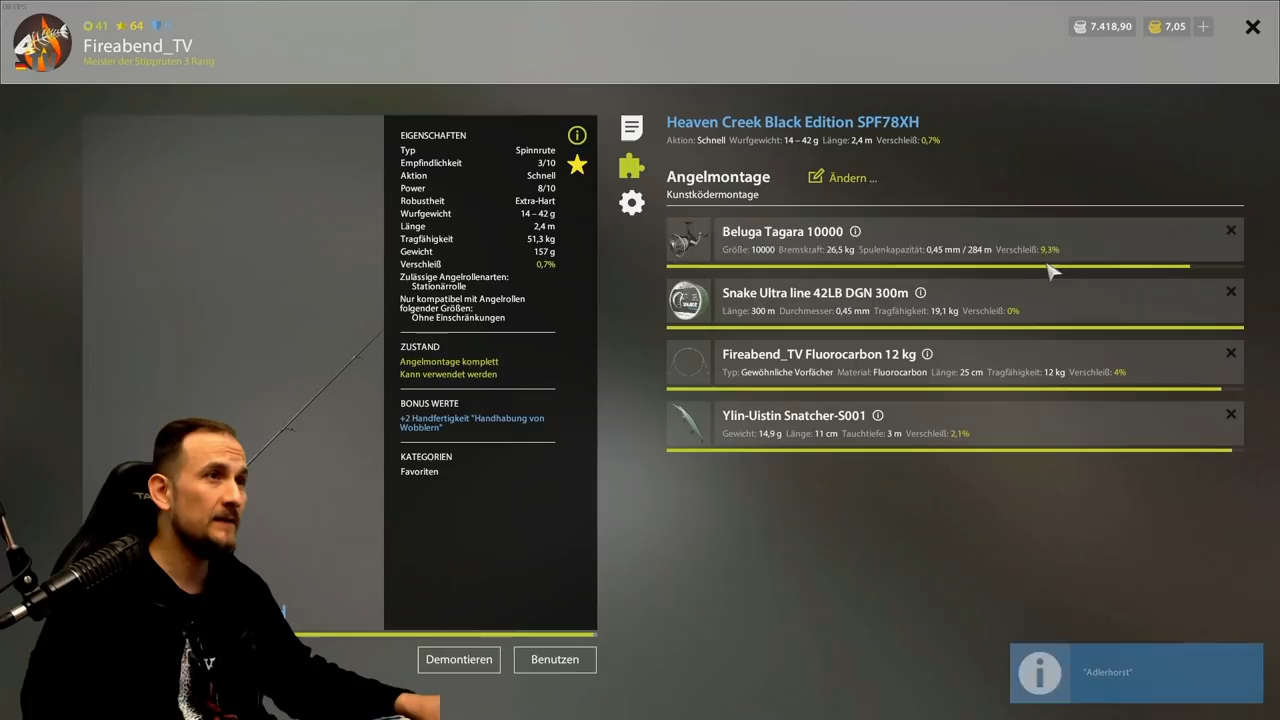 41 64
Fireabend_TV
Meister der Stippruten 3 Rang
7.418,90 7,05
EIGENSCHAFTEN
Typ Spinnrute
Empfindlichkeit 3/10
Aktion Schnell
Power 8/10
Robustheit Extra-Hart
Wurfgewicht 14 – 42 g
Länge 2,4 m
Tragfähigkeit 51,3 kg
Gewicht 157 g
Verschleiß 0,7%
Zulässige Angelrollenarten:
Stationärrolle
Nur kompatibel mit Angelrollen
folgender Größen:
Ohne Einschränkungen
ZUSTAND
Angelmontage komplett
Kann verwendet werden
BONUS WERTE
+2 Handfertigkeit "Handhabung von
Wobblern"
KATEGORIEN
Favoriten
Demontieren Benutzen
Heaven Creek Black Edition SPF78XH
Aktion: Schnell Wurfgewicht: 14 – 42 g Länge: 2,4 m Verschleiß: 0,7%
Angelmontage Ändern ...
Kunstködermontage
Beluga Tagara 10000
Größe: 10000 Bremskraft: 26,5 kg Spulenkapazität: 0,45 mm / 284 m Verschleiß: 9,3%
Snake Ultra line 42LB DGN 300m
Länge: 300 m Durchmesser: 0,45 mm Tragfähigkeit: 19,1 kg Verschleiß: 0%
Fireabend_TV Fluorocarbon 12 kg
Typ: Gewöhnliche Vorfächer Material: Fluorocarbon Länge: 25 cm Tragfähigkeit: 12 kg Verschleiß: 4%
Ylin-Uistin Snatcher-S001
Gewicht: 14,9 g Länge: 11 cm Tauchtiefe: 3 m Verschleiß: 2,1%
"Adlerhorst"